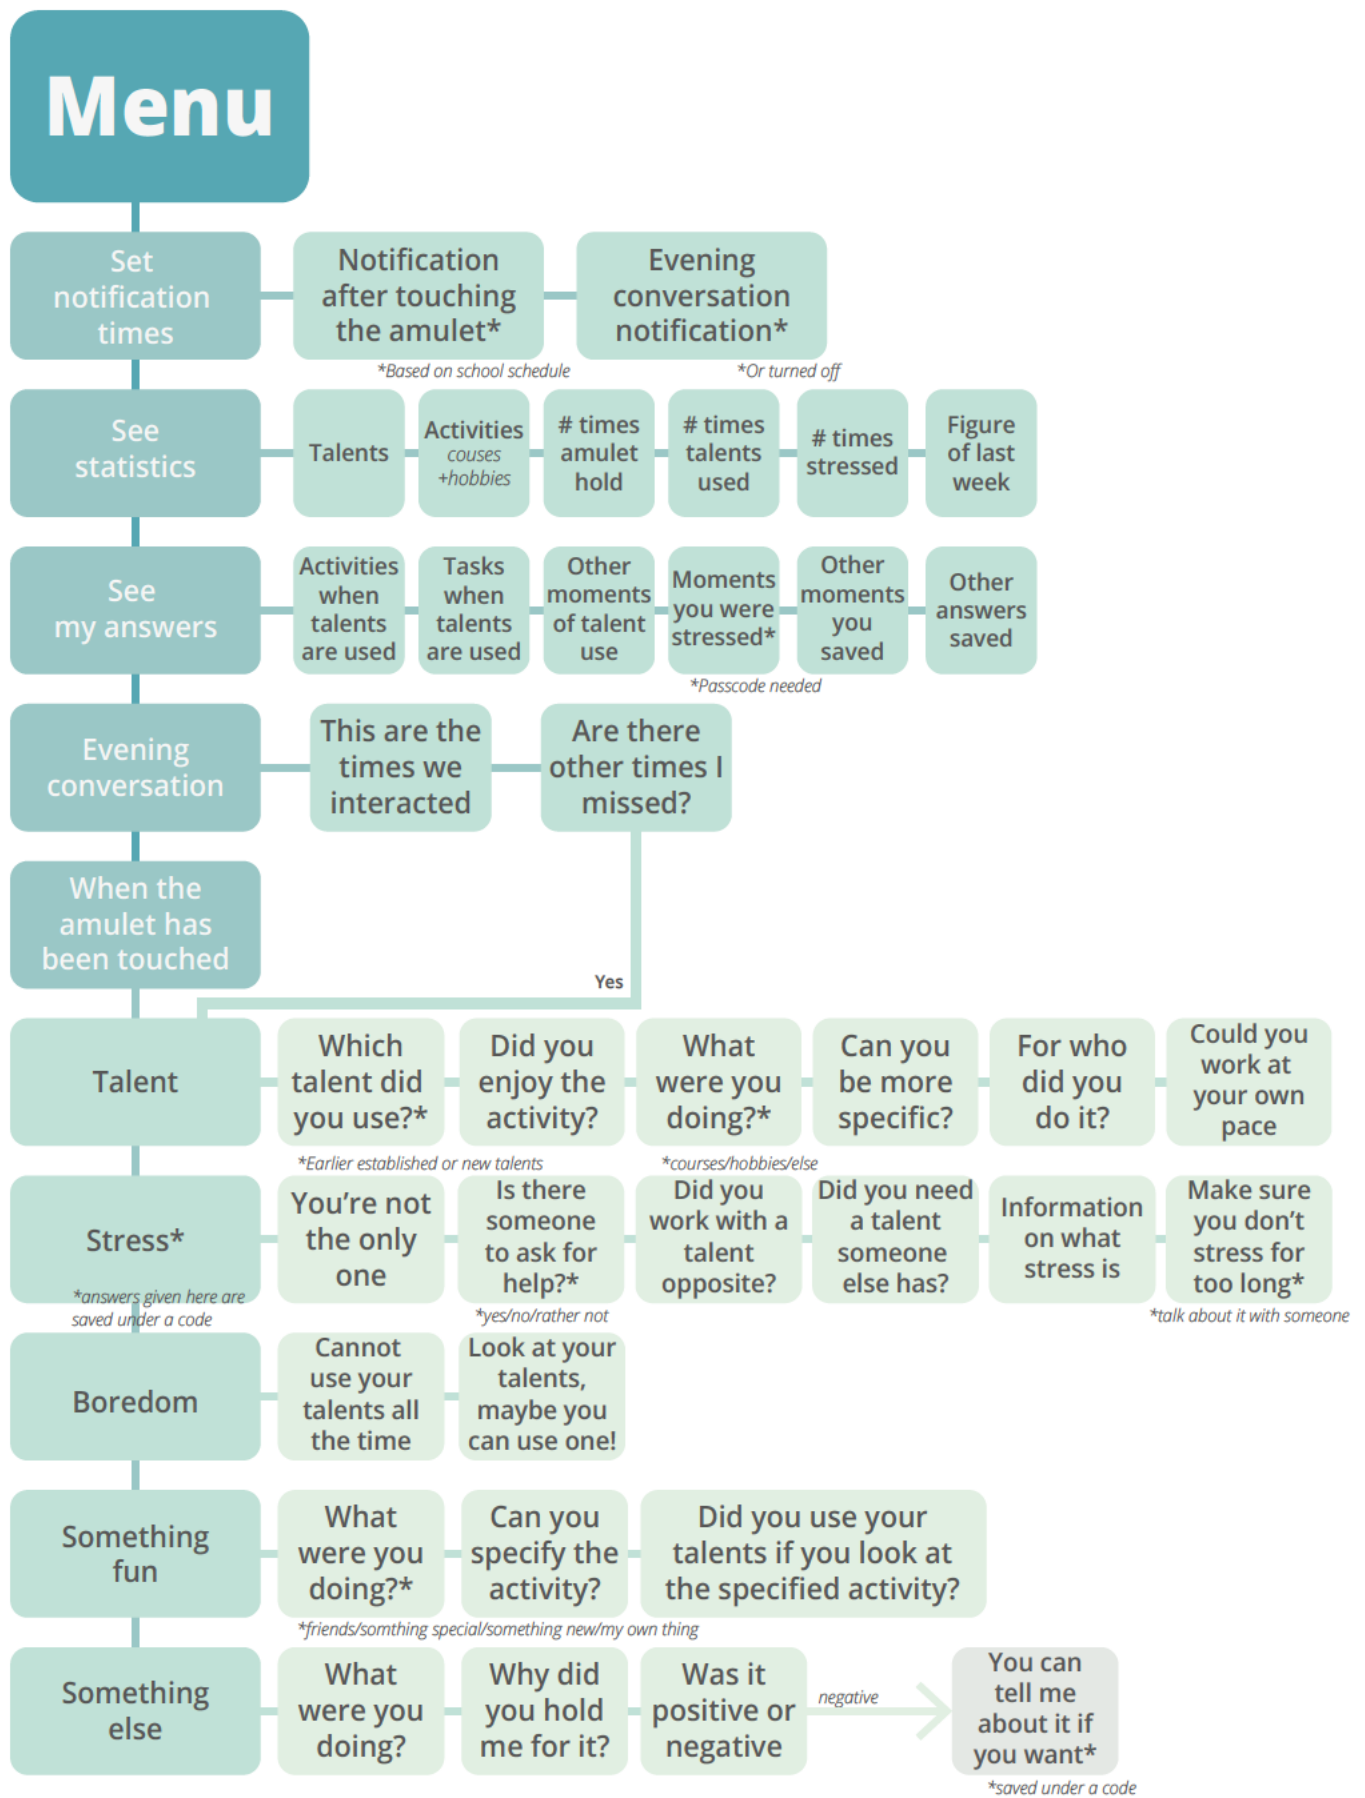 Menu
Set
notification
times
Notification
after touching
the amulet*
*Based on school schedule
Evening
conversation
notification*
*Or turned off
See
statistics
Talents
Activities
couses
+hobbies
# times
amulet
hold
# times
talents
used
# times
stressed
Figure
of last
week
See
my answers
Activities
when
talents
are used
Tasks
when
talents
are used
Other
moments
of talent
use
Moments
you were
stressed*
*Passcode needed
Other
moments
you
saved
Other
answers
saved
Evening
conversation
This are the
times we
interacted
Are there
other times I
missed?
Yes
When the
amulet has
been touched
Talent
Which
talent did
you use?*
*Earlier established or new talents
Did you
enjoy the
activity?
What
were you
doing?*
*courses/hobbies/else
Can you
be more
specific?
For who
did you
do it?
Could you
work at
your own
pace
Stress*
*answers given here are
saved under a code
You're not
the only
one
Is there
someone
to ask for
help?*
*yes/no/rather not
Did you
work with a
talent
opposite?
Did you need
a talent
someone
else has?
Information
on what
stress is
Make sure
you don't
stress for
too long*
*talk about it with someone
Boredom
Cannot
use your
talents all
the time
Look at your
talents,
maybe you
can use one!
Something
fun
What
were you
doing?*
*friends/somthing special/something new/my own thing
Can you
specify the
activity?
Did you use your
talents if you look at
the specified activity?
Something
else
What
were you
doing?
Why did
you hold
me for it?
Was it
positive or
negative
negative
You can
tell me
about it if
you want*
*saved under a code